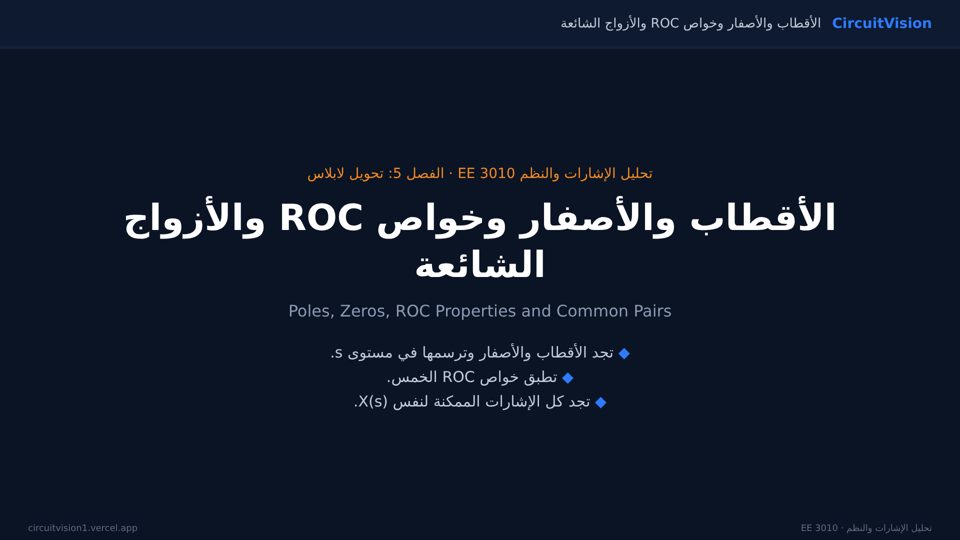 CircuitVision الأقطاب والأصفار وخواص ROC والأزواج الشائعة
تحليل الإشارات والنظم EE 3010 · الفصل 5: تحويل لابلاس
الأقطاب والأصفار وخواص ROC والأزواج
الشائعة
Poles, Zeros, ROC Properties and Common Pairs
◆ تجد الأقطاب والأصفار وترسمها في مستوى s.
◆ تطبق خواص ROC الخمس.
◆ تجد كل الإشارات الممكنة لنفس X(s).
تحليل الإشارات والنظم · EE 3010
circuitvision1.vercel.app